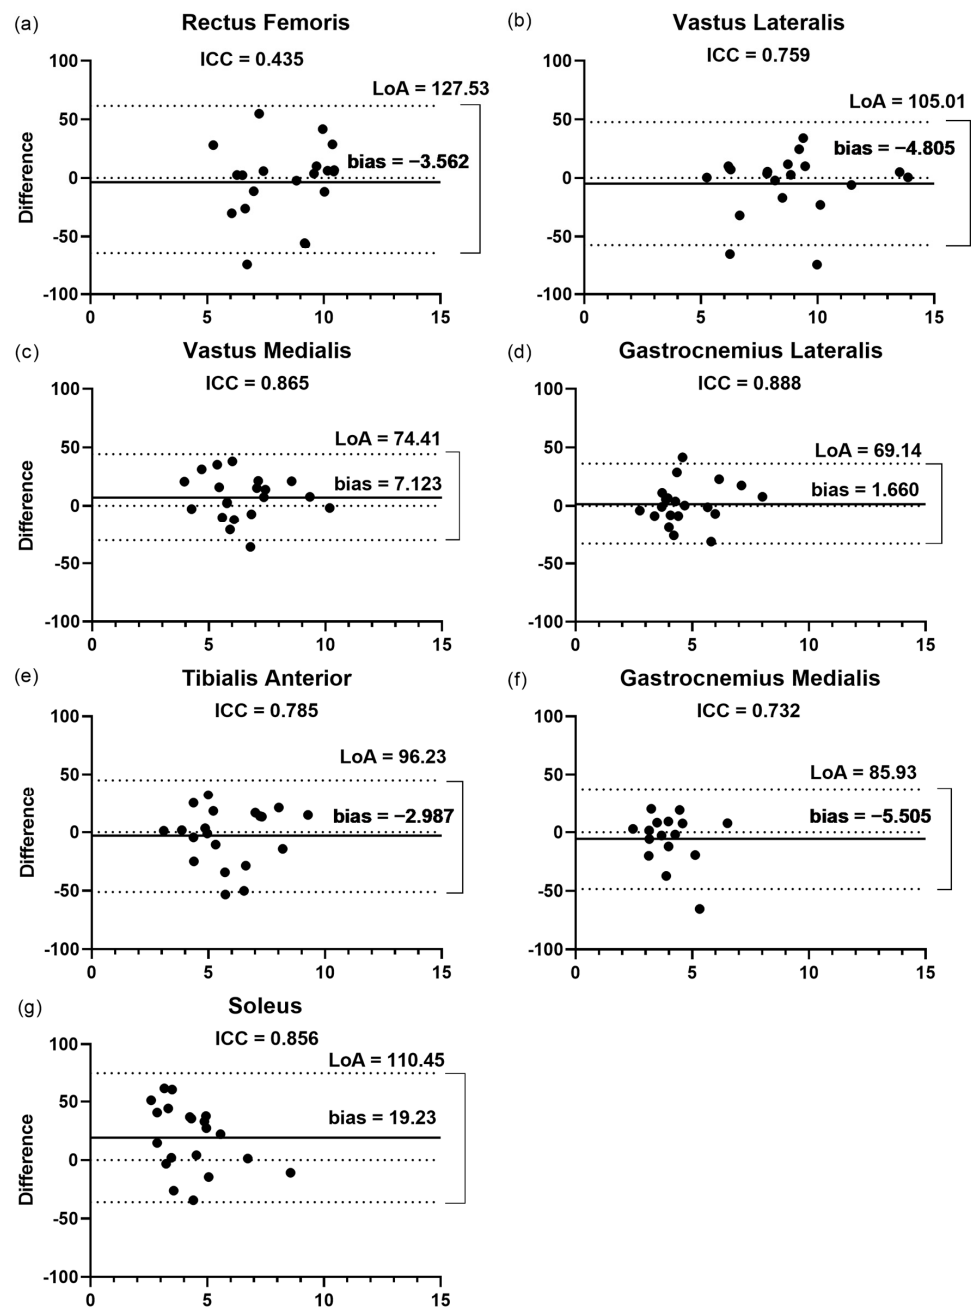 (a)
Rectus Femoris
ICC = 0.435
LoA = 127.53
bias = −3.562
Difference
100
50
0
-50
-100
0 5 10 15
(b)
Vastus Lateralis
ICC = 0.759
LoA = 105.01
bias = −4.805
100
50
0
-50
-100
0 5 10 15
(c)
Vastus Medialis
ICC = 0.865
LoA = 74.41
bias = 7.123
Difference
100
50
0
-50
-100
0 5 10 15
(d)
Gastrocnemius Lateralis
ICC = 0.888
LoA = 69.14
bias = 1.660
100
50
0
-50
-100
0 5 10 15
(e)
Tibialis Anterior
ICC = 0.785
LoA = 96.23
bias = −2.987
Difference
100
50
0
-50
-100
0 5 10 15
(f)
Gastrocnemius Medialis
ICC = 0.732
LoA = 85.93
bias = −5.505
100
50
0
-50
-100
0 5 10 15
(g)
Soleus
ICC = 0.856
LoA = 110.45
bias = 19.23
Difference
100
50
0
-50
-100
0 5 10 15